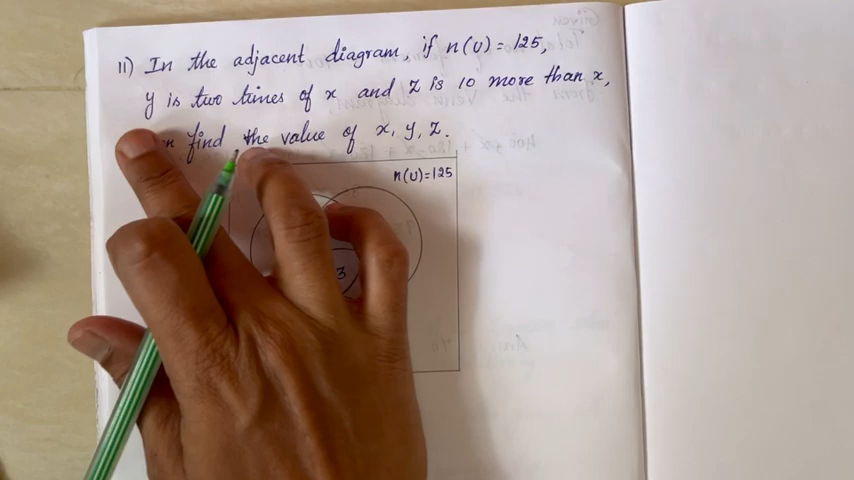 11) In the adjacent diagram, if n(U) = 125,
y is two times of x and z is 10 more than x,
find the value of x, y, z.
n(U)=125
3